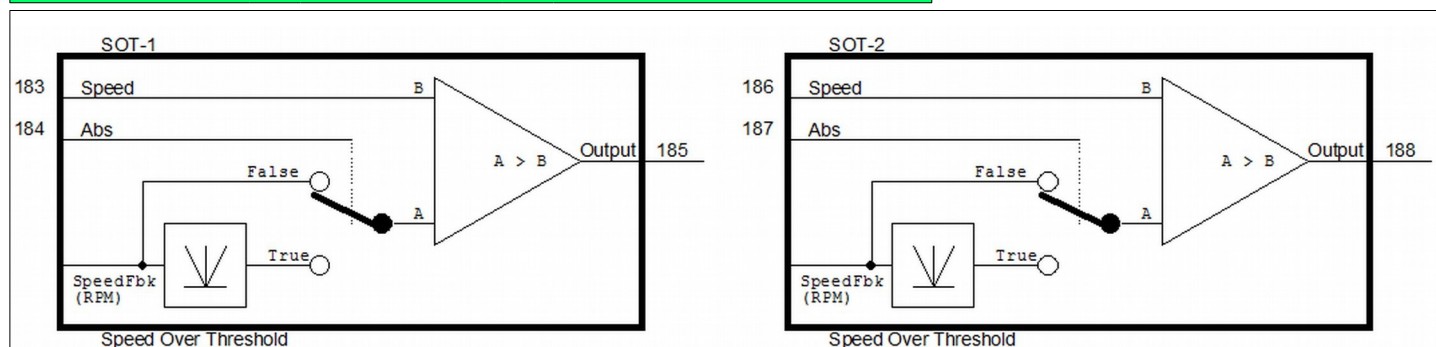 SOT-1
183 Speed B
184 Abs
A > B Output 185
False
A
True
SpeedFbk
(RPM)
Speed Over Threshold
SOT-2
186 Speed B
187 Abs
A > B Output 188
False
A
True
SpeedFbk
(RPM)
Speed Over Threshold